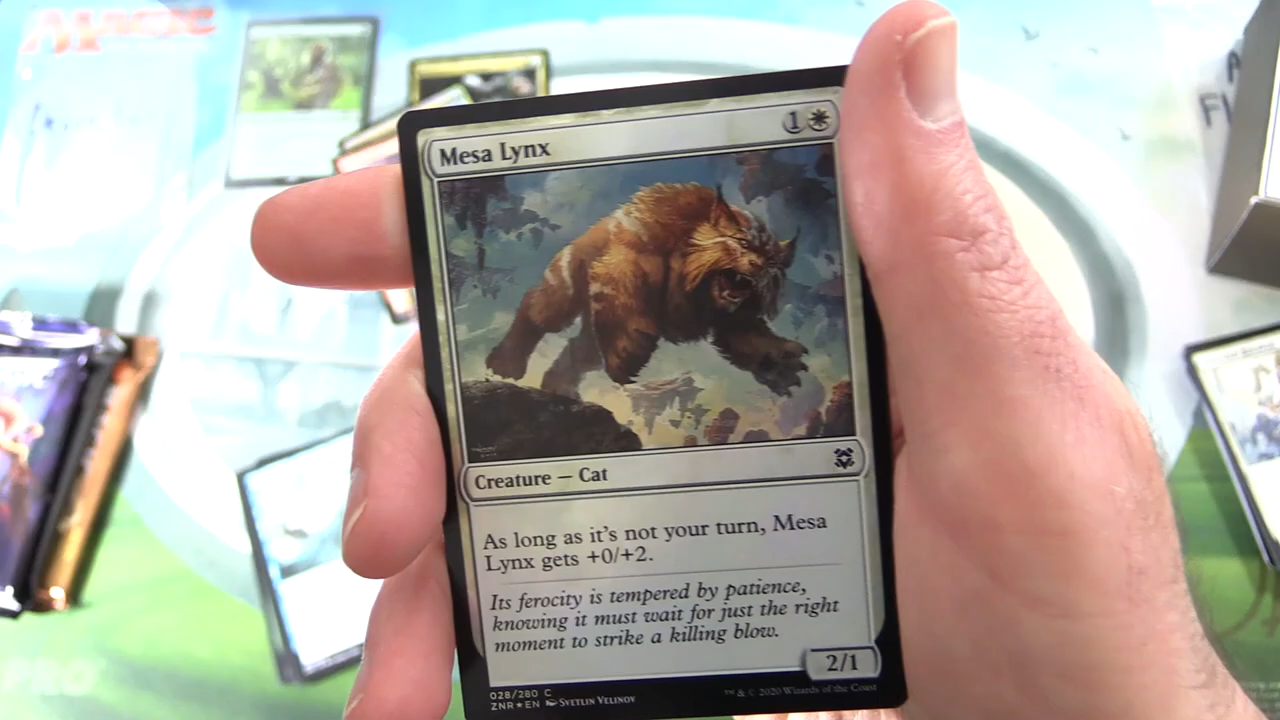 MAGIC
Mesa Lynx
1
Creature — Cat
As long as it's not your turn, Mesa
Lynx gets +0/+2.
Its ferocity is tempered by patience,
knowing it must wait for just the right
moment to strike a killing blow.
2/1
028/280 C
ZNR★EN SVETLIN VELINOV
™ & © 2020 Wizards of the Coast